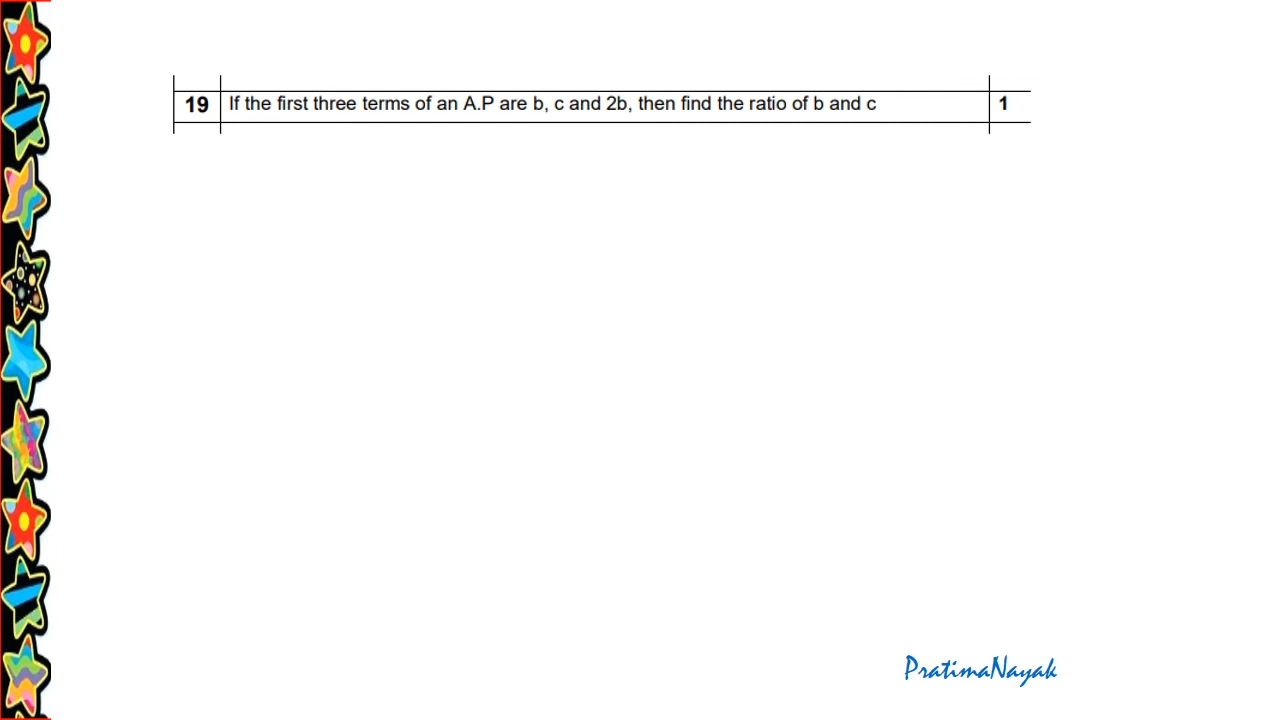 19 If the first three terms of an A.P are b, c and 2b, then find the ratio of b and c 1
PratimaNayak